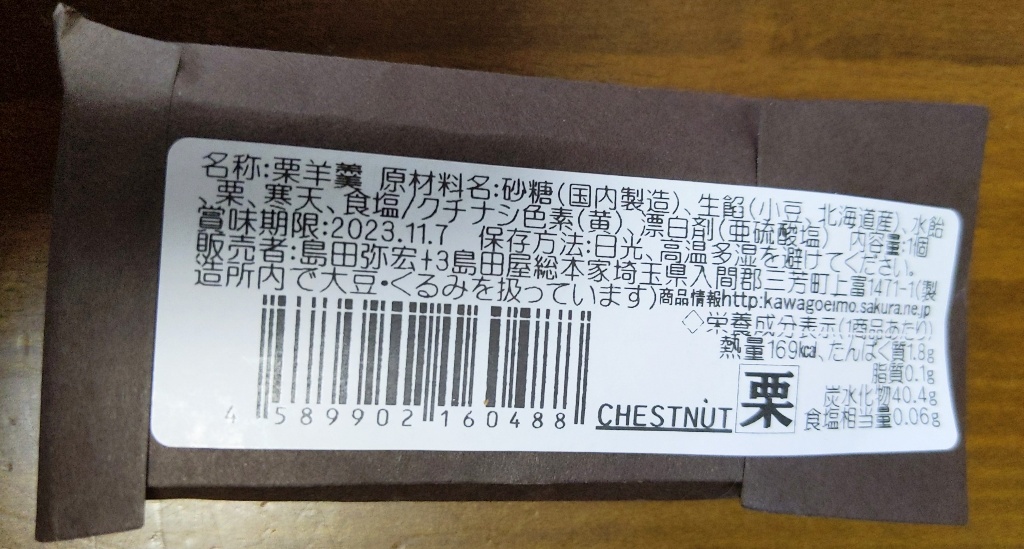 名称:栗羊羹 原材料名:砂糖(国内製造)、生餡(小豆、北海道産)、水飴
、栗、寒天、食塩/クチナシ色素(黄)、漂白剤(亜硫酸塩) 内容量:1個
賞味期限:2023.11.7 保存方法:日光、高温多湿を避けてください。
販売者:島田弥宏+3島田屋総本家埼玉県入間郡三芳町上富1471-1(製
造所内で大豆・くるみを扱っています)商品情報http:kawagoeimo.sakura.ne.jp
◇栄養成分表示(1商品あたり)
熱量169kcal、たんぱく質1.8g
脂質0.1g
炭水化物40.4g
食塩相当量0.06g
CHESTNUT 栗
4 589902 160488